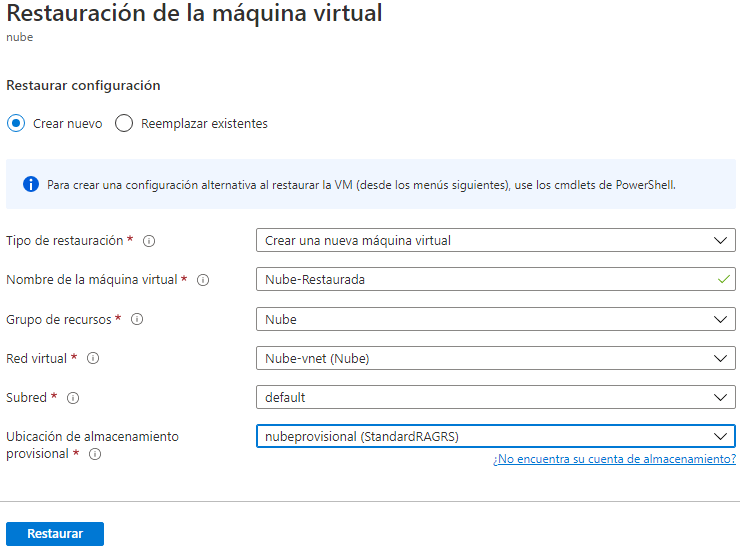 Restauración de la máquina virtual
nube
Restaurar configuración
Crear nuevo Reemplazar existentes
Para crear una configuración alternativa al restaurar la VM (desde los menús siguientes), use los cmdlets de PowerShell.
Tipo de restauración * Crear una nueva máquina virtual
Nombre de la máquina virtual * Nube-Restaurada
Grupo de recursos * Nube
Red virtual * Nube-vnet (Nube)
Subred * default
Ubicación de almacenamiento
provisional * nubeprovisional (StandardRAGRS)
¿No encuentra su cuenta de almacenamiento?
Restaurar